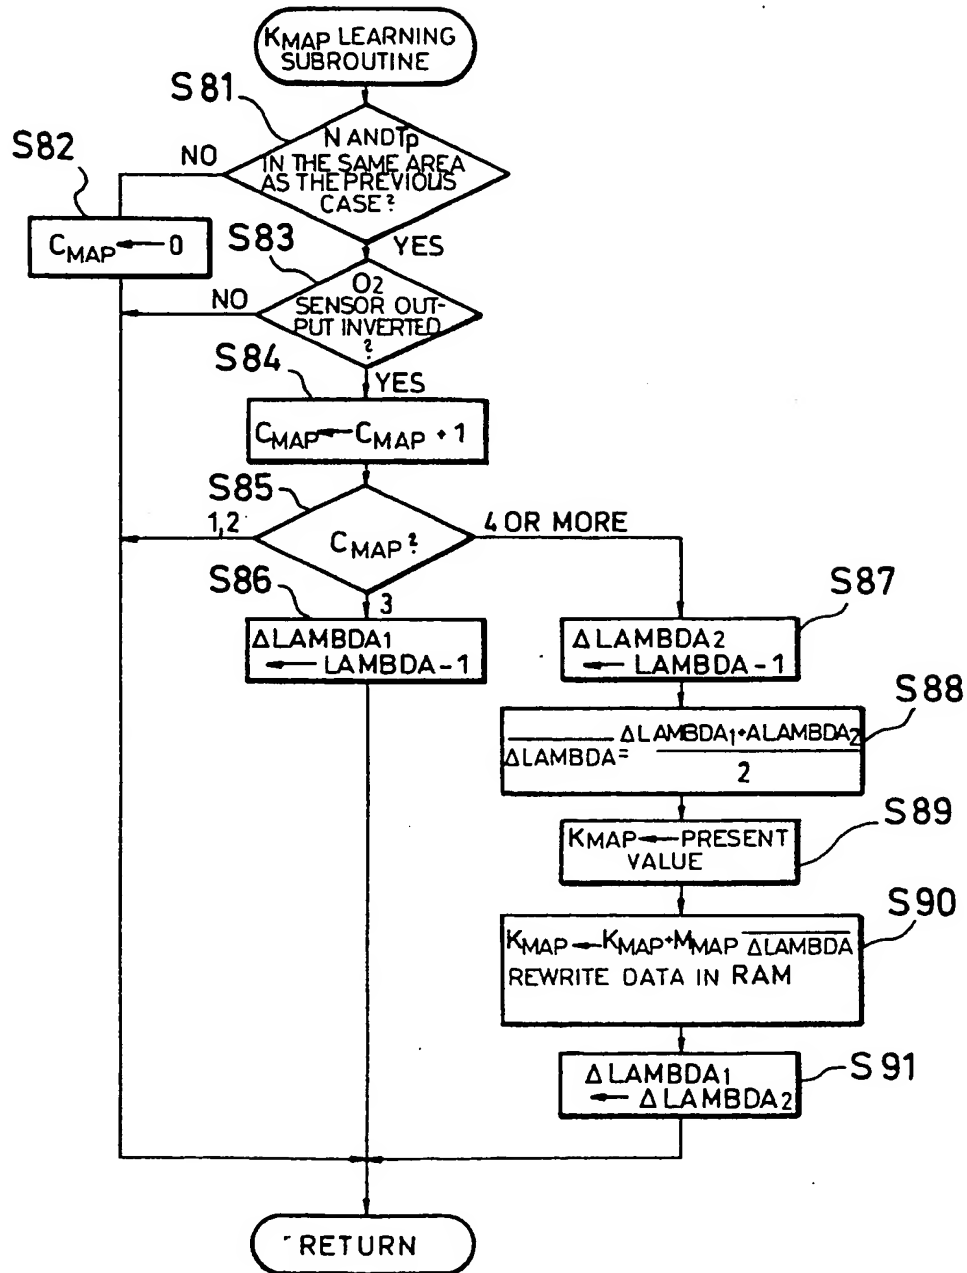 KMAP LEARNING
SUBROUTINE
S81
N AND Tp
IN THE SAME AREA
AS THE PREVIOUS
CASE?
NO
YES
S82
CMAP ← 0
S83
O2
SENSOR OUT-
PUT INVERTED
?
NO
YES
S84
CMAP ← CMAP + 1
S85
CMAP?
1,2
3
4 OR MORE
S86
ΔLAMBDA1
← LAMBDA-1
S87
ΔLAMBDA2
← LAMBDA-1
S88
ΔLAMBDA = ΔLAMBDA1+ALAMBDA2
2
S89
KMAP ← PRESENT
VALUE
S90
KMAP ← KMAP+MMAP ΔLAMBDA
REWRITE DATA IN RAM
S91
ΔLAMBDA1
← ΔLAMBDA2
RETURN